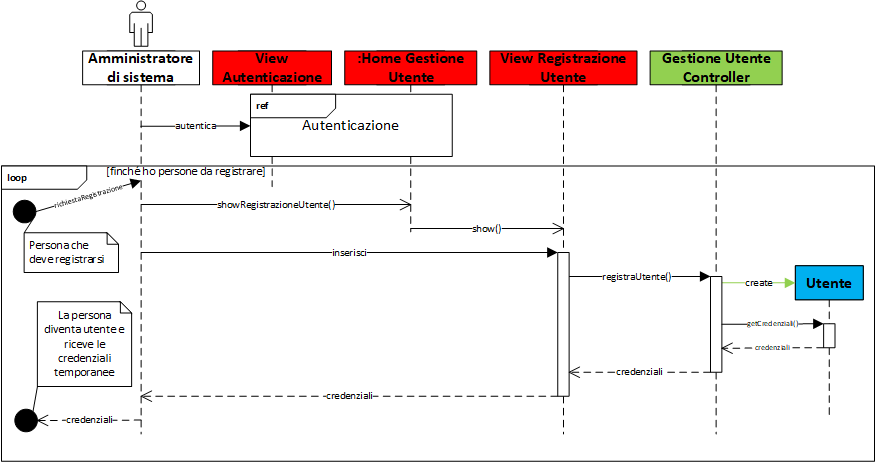 Amministratore
di sistema
View
Autenticazione
:Home Gestione
Utente
View Registrazione
Utente
Gestione Utente
Controller
ref
autentica
Autenticazione
loop
[finché ho persone da registrare]
richiestaRegistrazione
showRegistrazioneUtente()
show()
Persona che
deve registrarsi
inserisci
registraUtente()
create
Utente
La persona
diventa utente e
riceve le
credenziali
temporanee
getCredenziali()
credenziali
credenziali
credenziali
credenziali